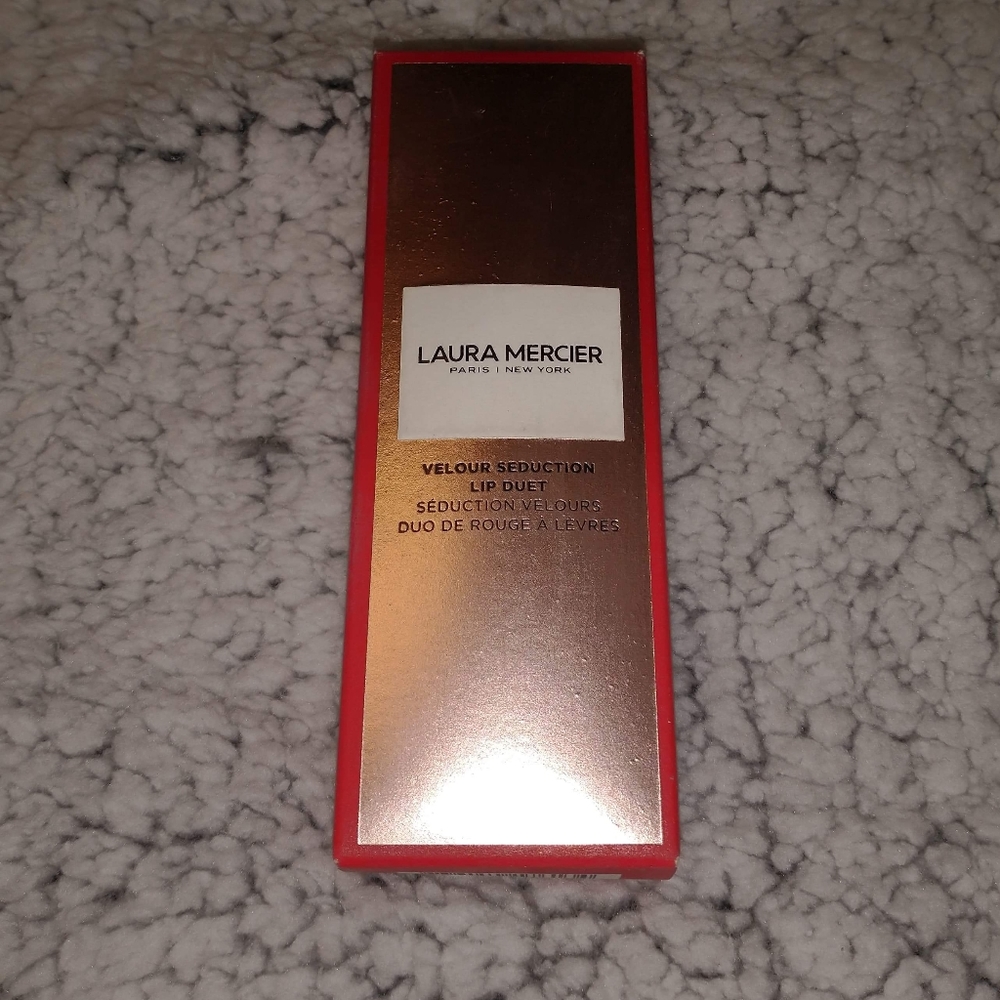 LAURA MERCIER
PARIS | NEW YORK
VELOUR SEDUCTION
LIP DUET
SÉDUCTION VELOURS
DUO DE ROUGE À LÈVRES